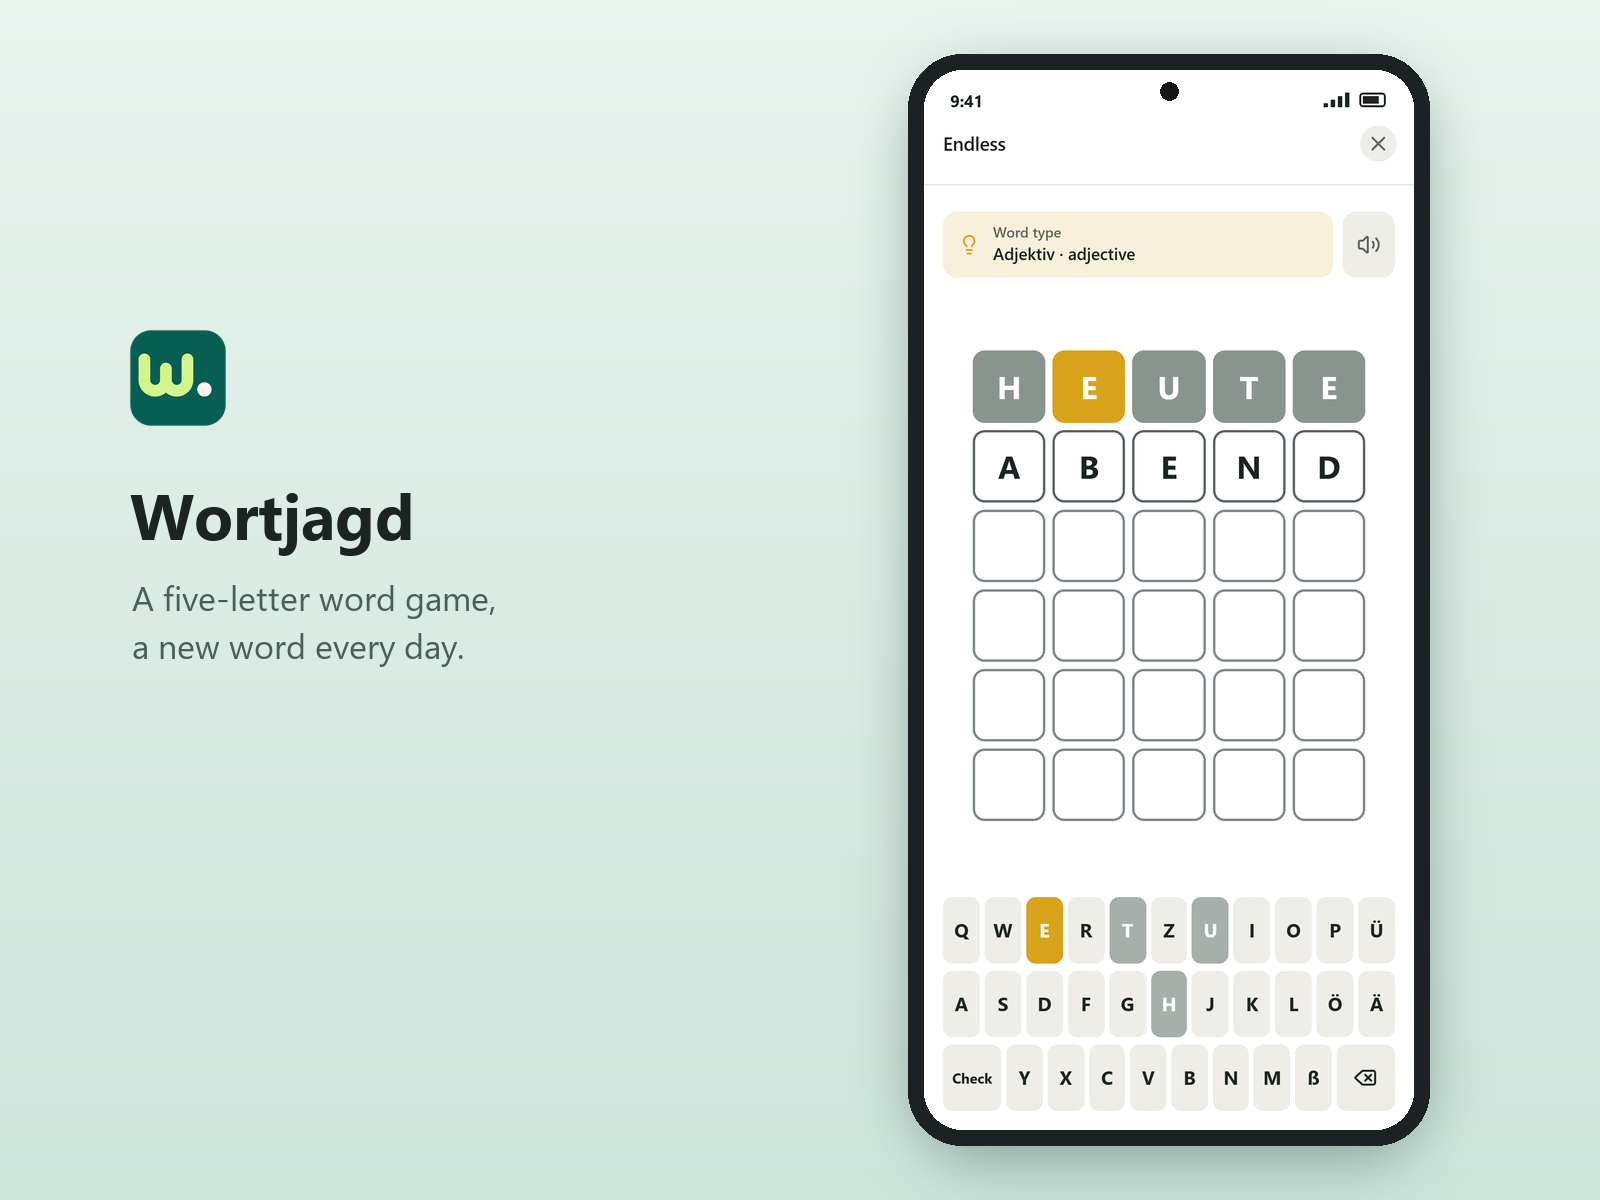 w.
Wortjagd
A five-letter word game,
a new word every day.
9:41
Endless
Word type
Adjektiv · adjective
H E U T E
A B E N D
Q W E R T Z U I O P Ü
A S D F G H J K L Ö Ä
Check Y X C V B N M ß